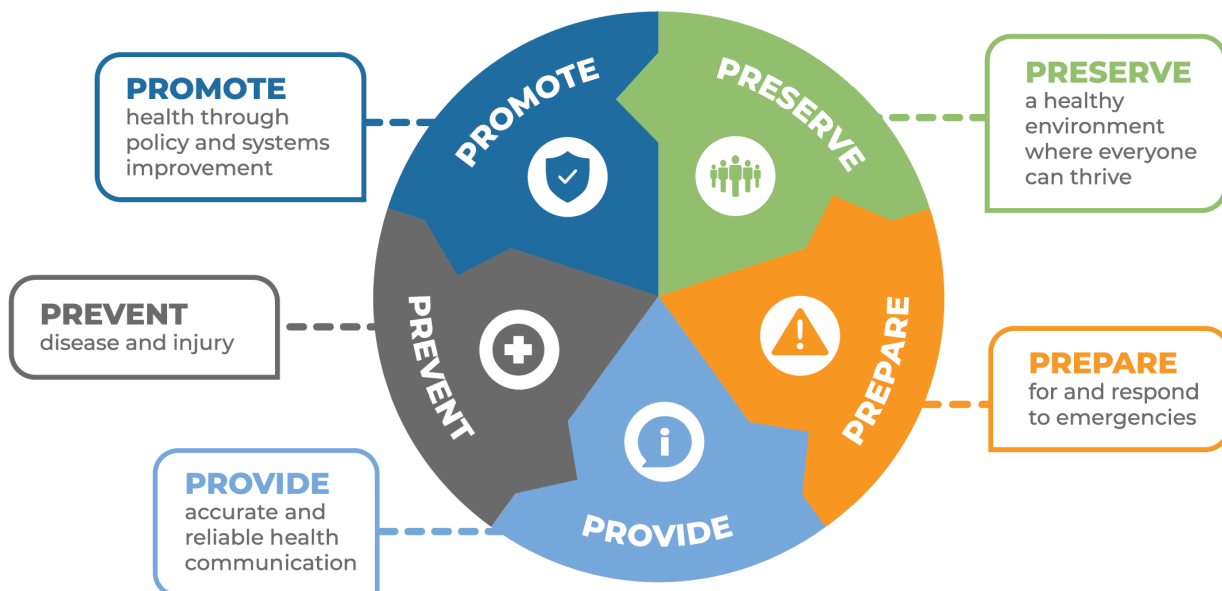 PROMOTE
health through
policy and systems
improvement
PREVENT
disease and injury
PROVIDE
accurate and
reliable health
communication
PROMOTE
PRESERVE
PREVENT
PREPARE
i
PROVIDE
PRESERVE
a healthy
environment
where everyone
can thrive
PREPARE
for and respond
to emergencies